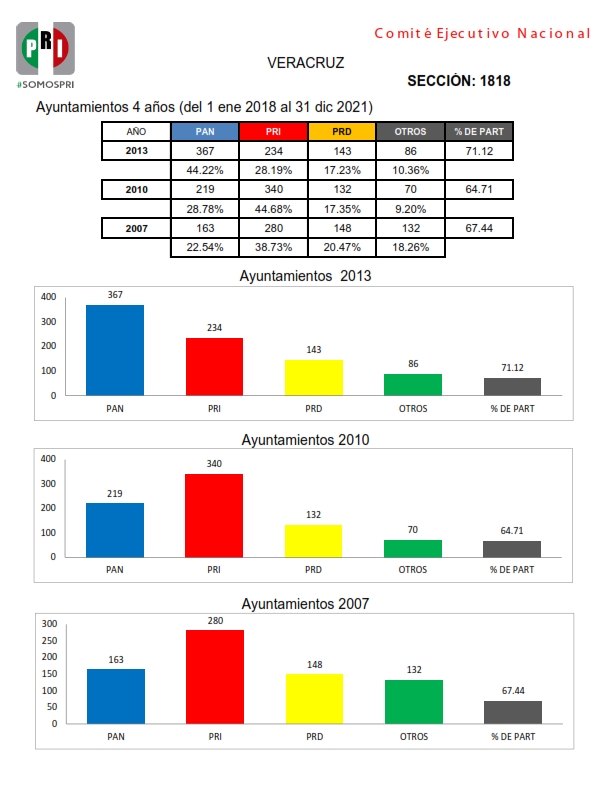 Comité Ejecutivo Nacional
PRI
#SOMOSPRI
VERACRUZ
SECCIÓN: 1818
Ayuntamientos 4 años (del 1 ene 2018 al 31 dic 2021)
AÑO PAN PRI PRD OTROS % DE PART
2013 367 234 143 86 71.12
44.22% 28.19% 17.23% 10.36%
2010 219 340 132 70 64.71
28.78% 44.68% 17.35% 9.20%
2007 163 280 148 132 67.44
22.54% 38.73% 20.47% 18.26%
Ayuntamientos 2013
400
300
200
100
0
367 234 143 86 71.12
PAN PRI PRD OTROS % DE PART
Ayuntamientos 2010
400
300
200
100
0
219 340 132 70 64.71
PAN PRI PRD OTROS % DE PART
Ayuntamientos 2007
300
250
200
150
100
50
0
163 280 148 132 67.44
PAN PRI PRD OTROS % DE PART